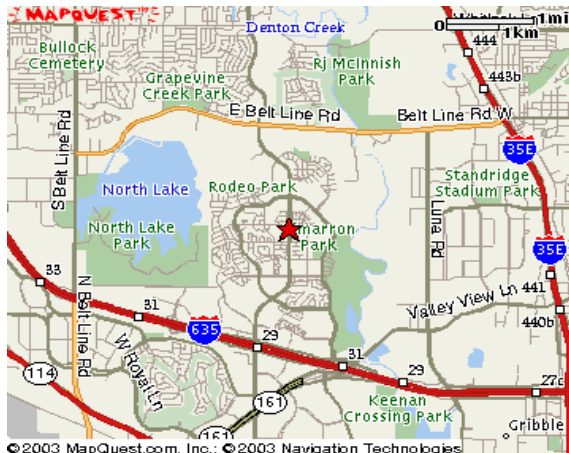 MAPQUEST
Denton Creek
1mi
0
1km
Bullock
Cemetery
Rj McInnish
Park
444
443b
Grapevine
Creek Park
E Belt Line Rd
Belt Line Rd W
35E
S Belt Line Rd
North Lake
Rodeo Park
Standridge
Stadium Park
North Lake
Park
marron
Park
Luna Rd
35E
33
N Belt Line Rd
31
635
441
Valley View Ln
440b
W Royal Ln
29
31
29
27c
114
161
Keenan
Crossing Park
161
Gribble
©2003 MapQuest.com, Inc.; ©2003 Navigation Technologies